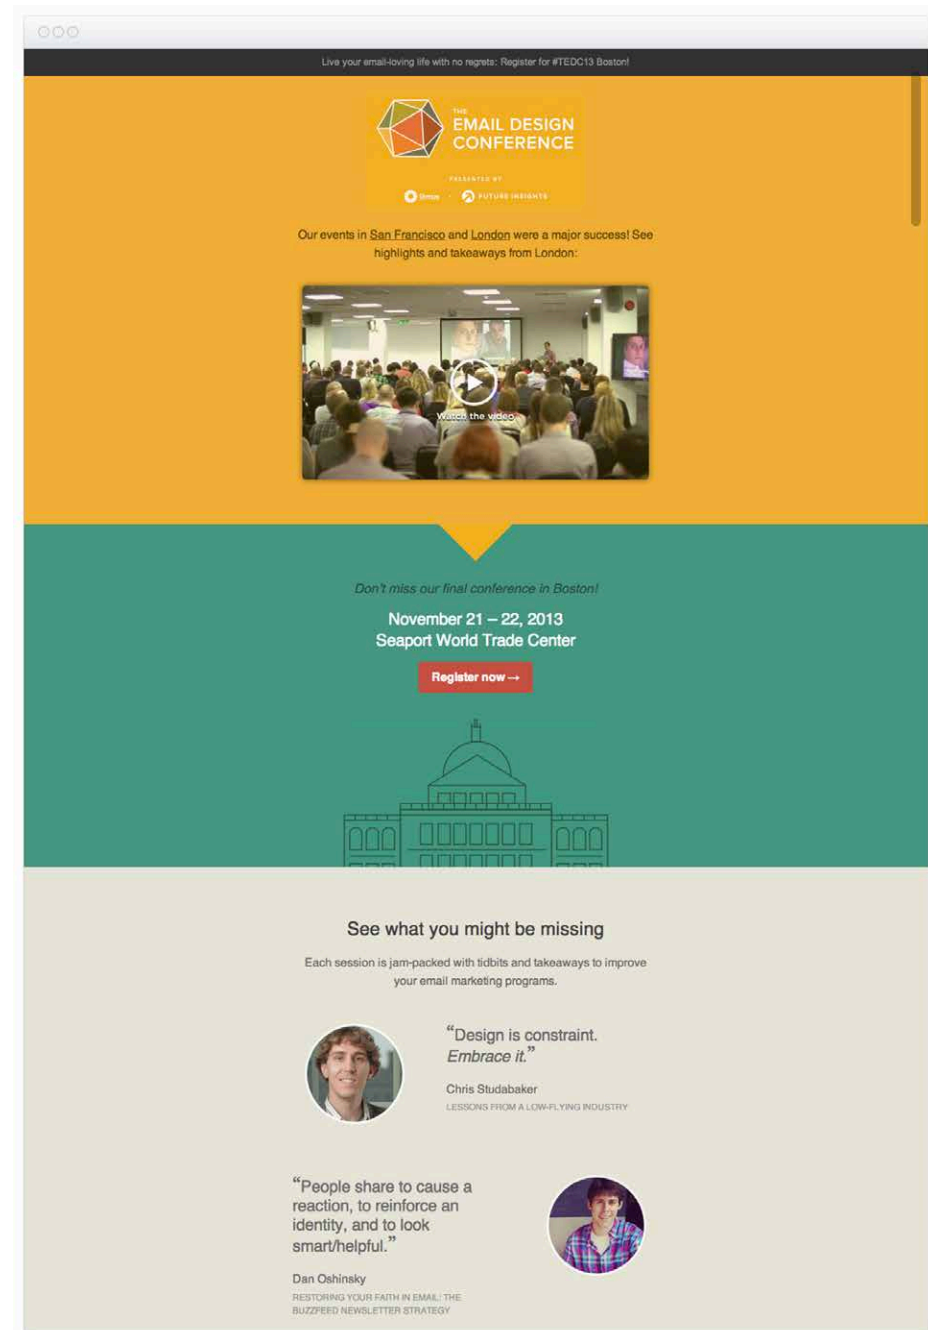 Live your email-loving life with no regrets: Register for #TEDC13 Boston!
THE
EMAIL DESIGN
CONFERENCE
PRESENTED BY
litmus · FUTURE INSIGHTS
Our events in San Francisco and London were a major success! See
highlights and takeaways from London:
Watch the video
Don't miss our final conference in Boston!
November 21 – 22, 2013
Seaport World Trade Center
Register now →
See what you might be missing
Each session is jam-packed with tidbits and takeaways to improve
your email marketing programs.
“Design is constraint.
Embrace it.”
Chris Studabaker
LESSONS FROM A LOW-FLYING INDUSTRY
“People share to cause a
reaction, to reinforce an
identity, and to look
smart/helpful.”
Dan Oshinsky
RESTORING YOUR FAITH IN EMAIL: THE
BUZZFEED NEWSLETTER STRATEGY